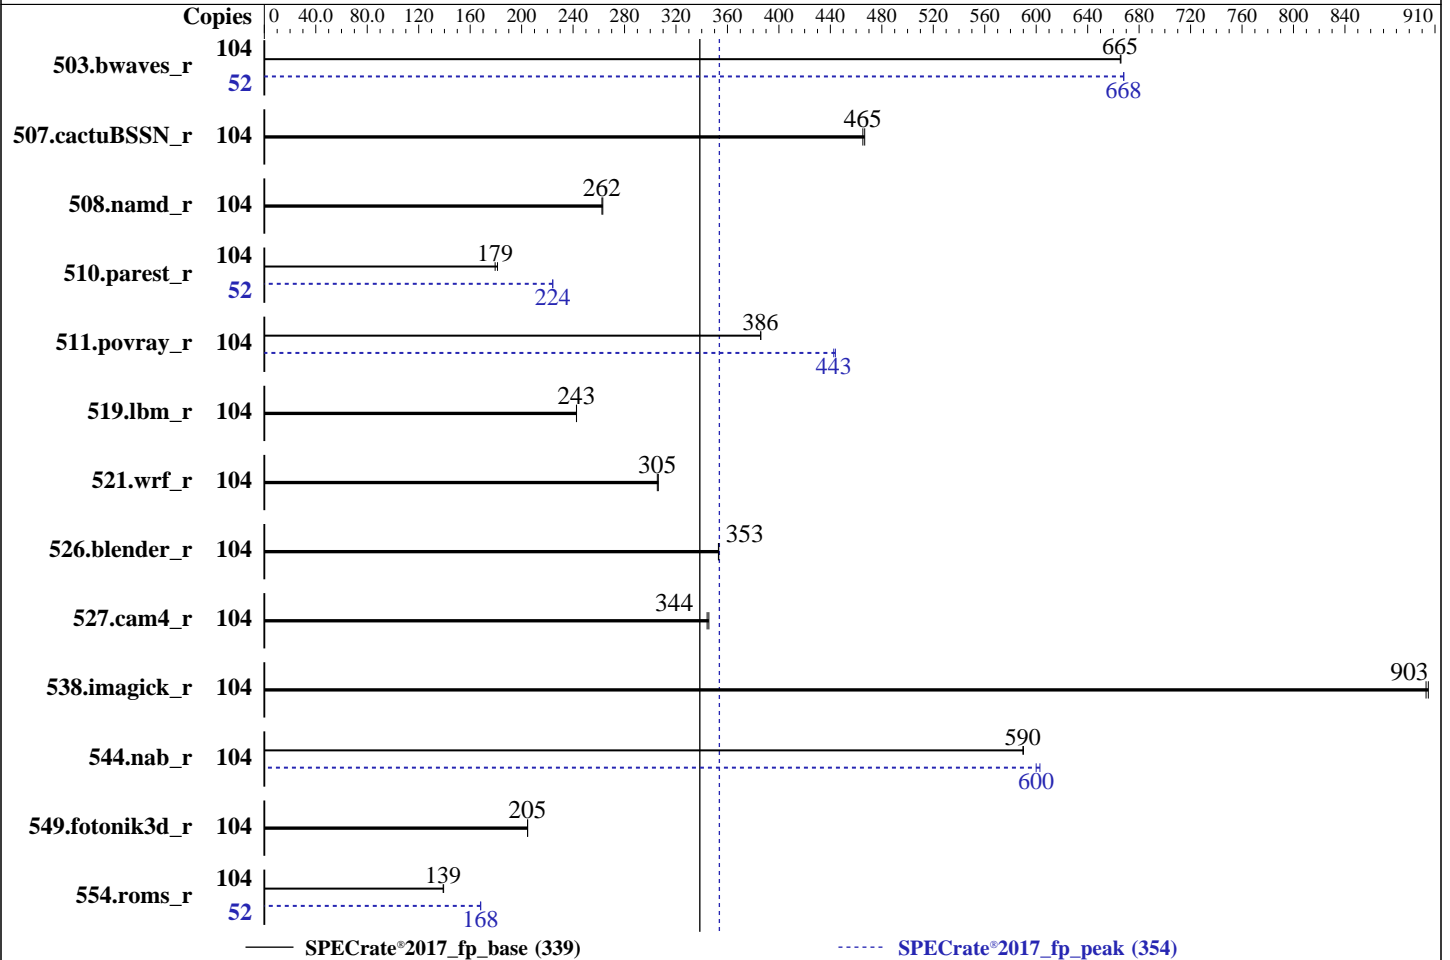 Copies 0 40.0 80.0 120 160 200 240 280 320 360 400 440 480 520 560 600 640 680 720 760 800 840 910
503.bwaves_r 104 665
52 668
507.cactuBSSN_r 104 465
508.namd_r 104 262
510.parest_r 104 179
52 224
511.povray_r 104 386
443
519.lbm_r 104 243
521.wrf_r 104 305
526.blender_r 104 353
527.cam4_r 104 344
538.imagick_r 104 903
544.nab_r 104 590
600
549.fotonik3d_r 104 205
554.roms_r 104 139
52 168
SPECrate®2017_fp_base (339) SPECrate®2017_fp_peak (354)